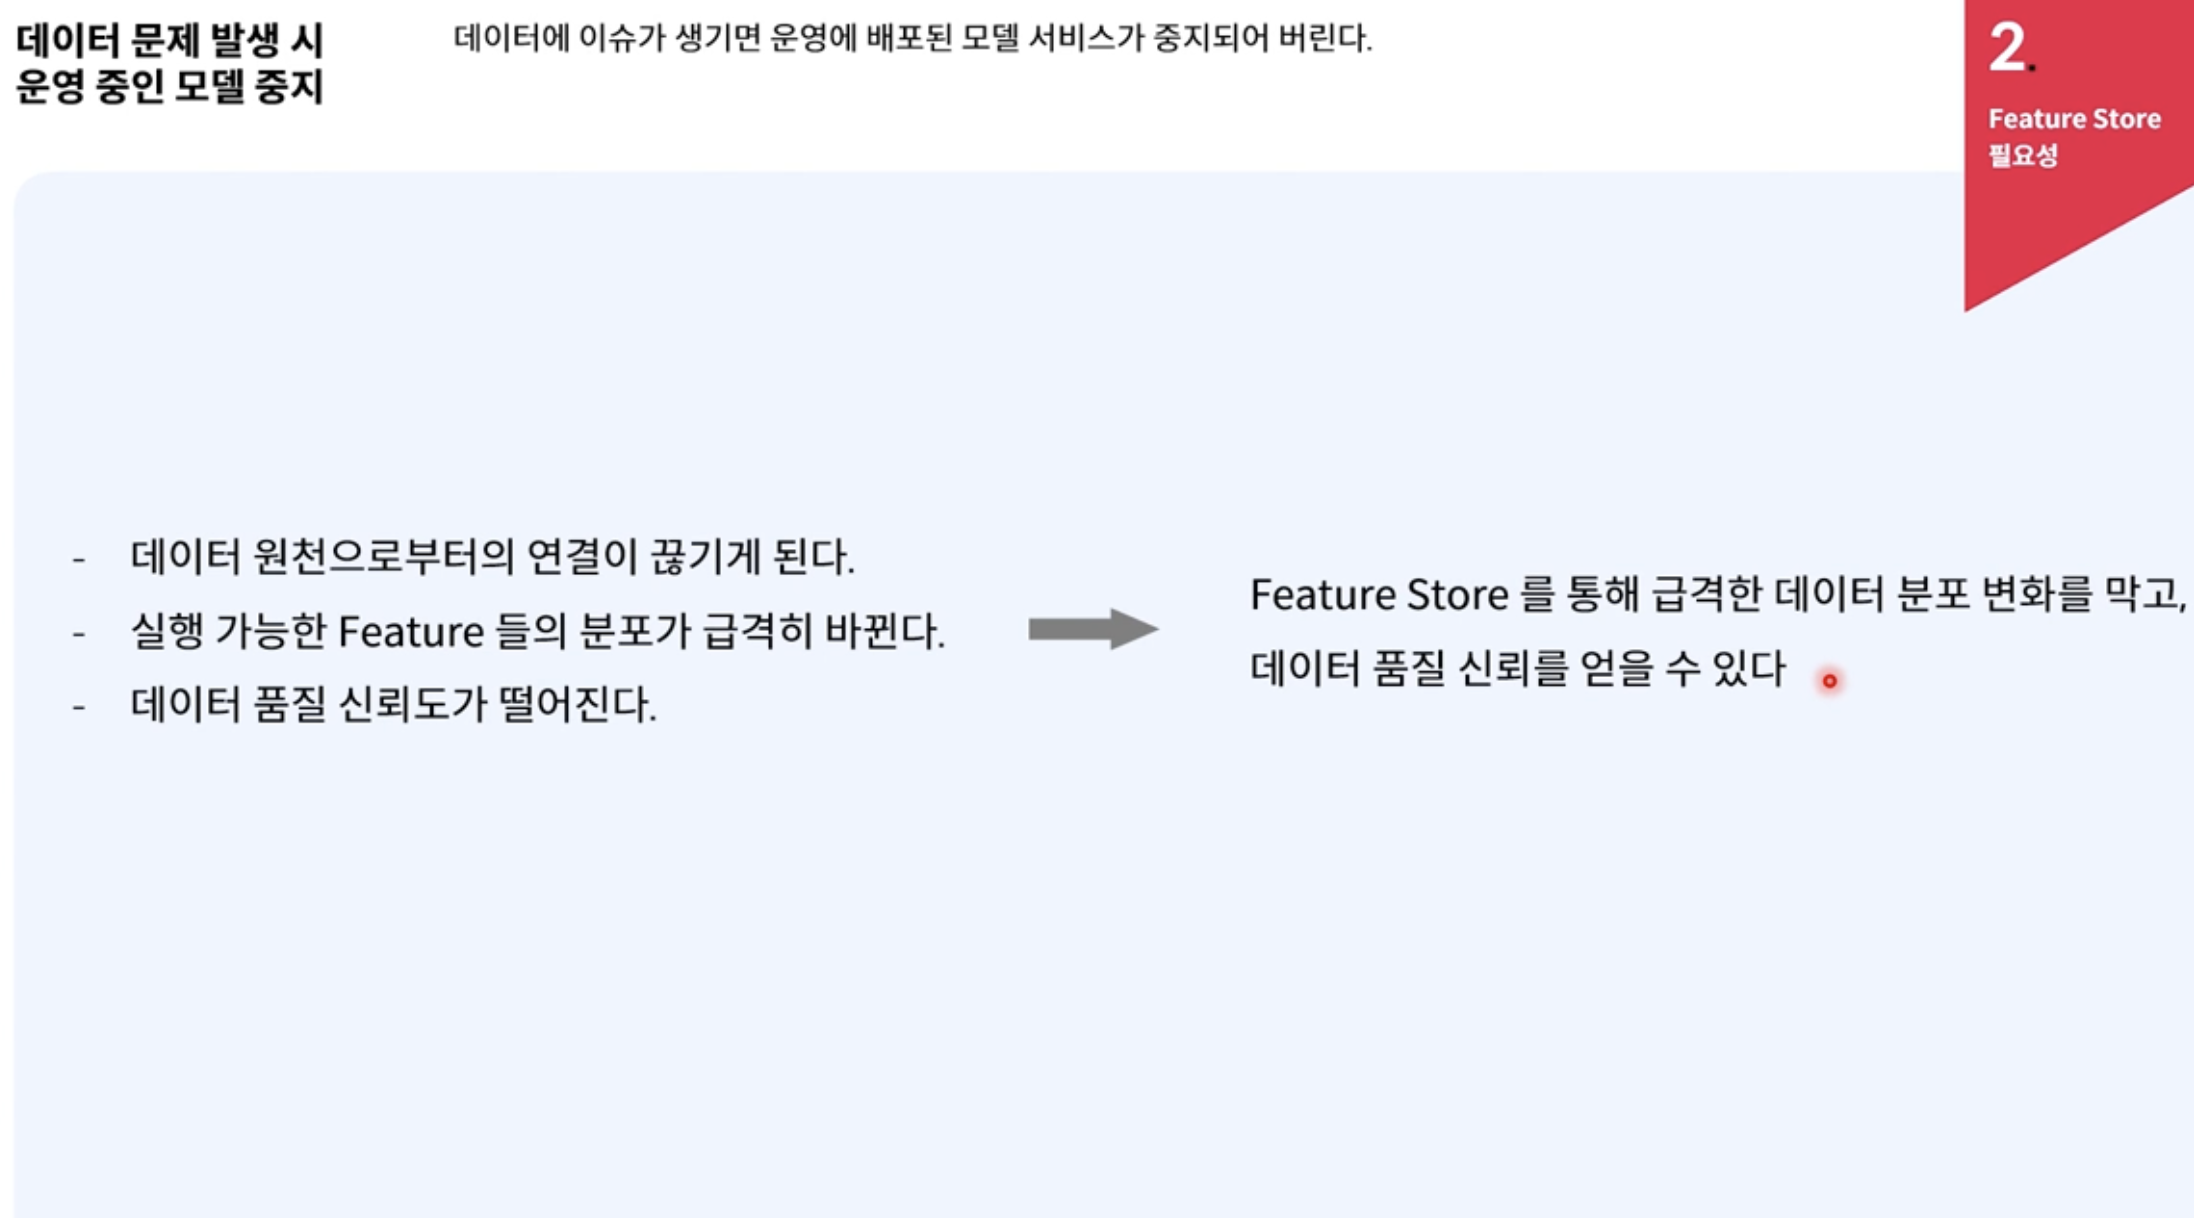 데이터 문제 발생 시
운영 중인 모델 중지
데이터에 이슈가 생기면 운영에 배포된 모델 서비스가 중지되어 버린다.
2.
Feature Store
필요성
- 데이터 원천으로부터의 연결이 끊기게 된다.
- 실행 가능한 Feature 들의 분포가 급격히 바뀐다.
- 데이터 품질 신뢰도가 떨어진다.
Feature Store 를 통해 급격한 데이터 분포 변화를 막고,
데이터 품질 신뢰를 얻을 수 있다